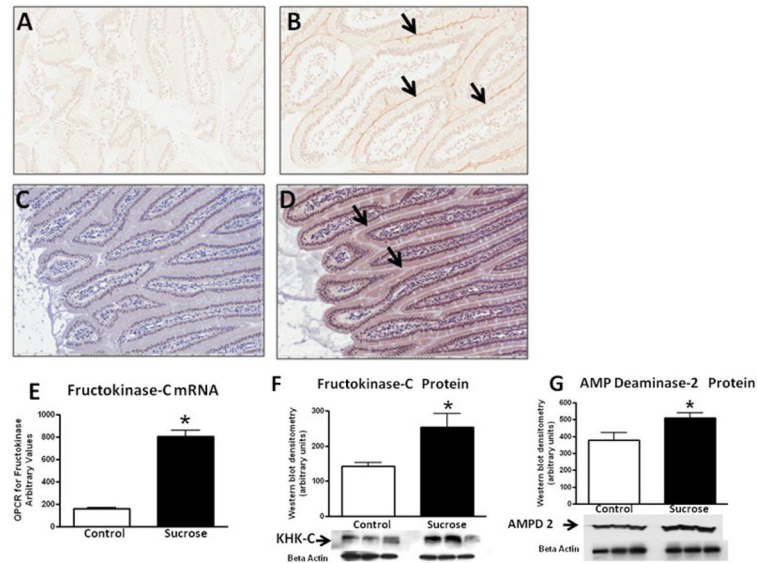 A
B
C
D
E
Fructokinase-C mRNA
QPCR for Fructokinase
Arbitrary Values
1000
800
600
400
200
0
*
Control
Sucrose
F
Fructokinase-C Protein
Western blot densitometry
(arbitrary units)
300
200
100
0
*
Control
Sucrose
KHK-C
Beta Actin
G
AMP Deaminase-2 Protein
Western blot densitometry
(arbitrary units)
600
500
400
300
200
100
0
*
Control
Sucrose
AMPD 2
Beta Actin